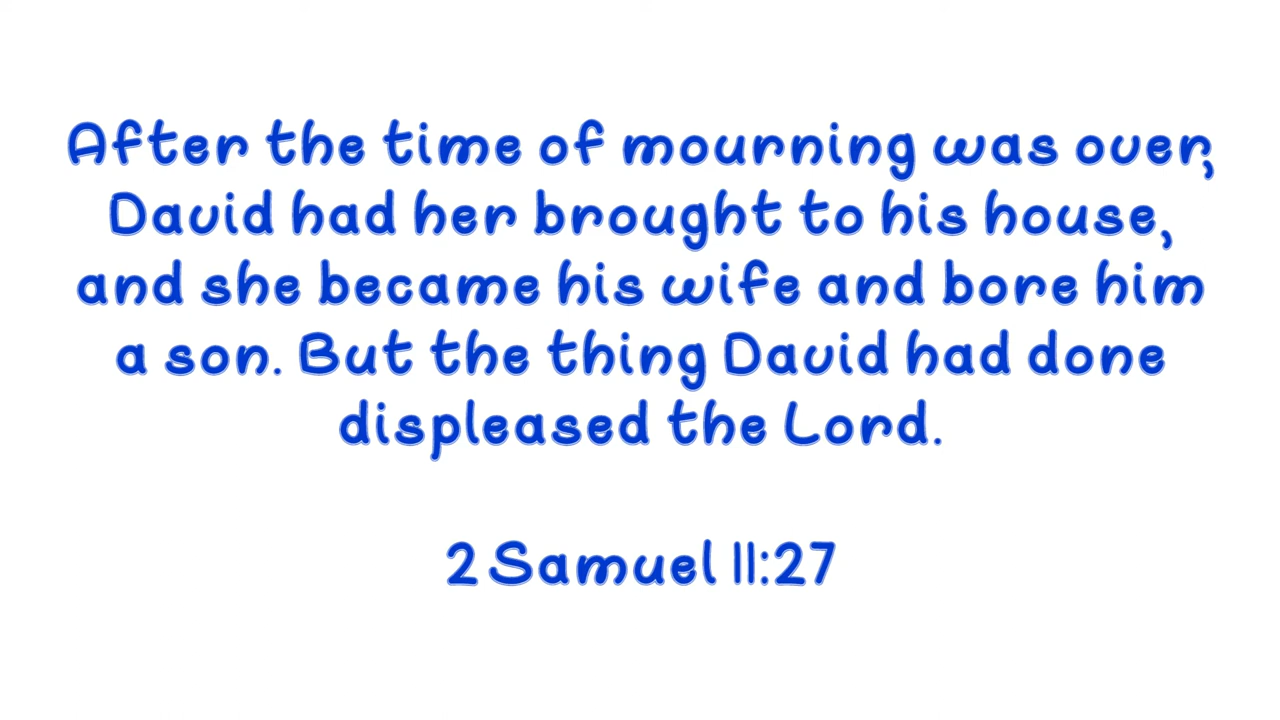 After the time of mourning was over,
David had her brought to his house,
and she became his wife and bore him
a son. But the thing David had done
displeased the Lord.
2 Samuel 11:27